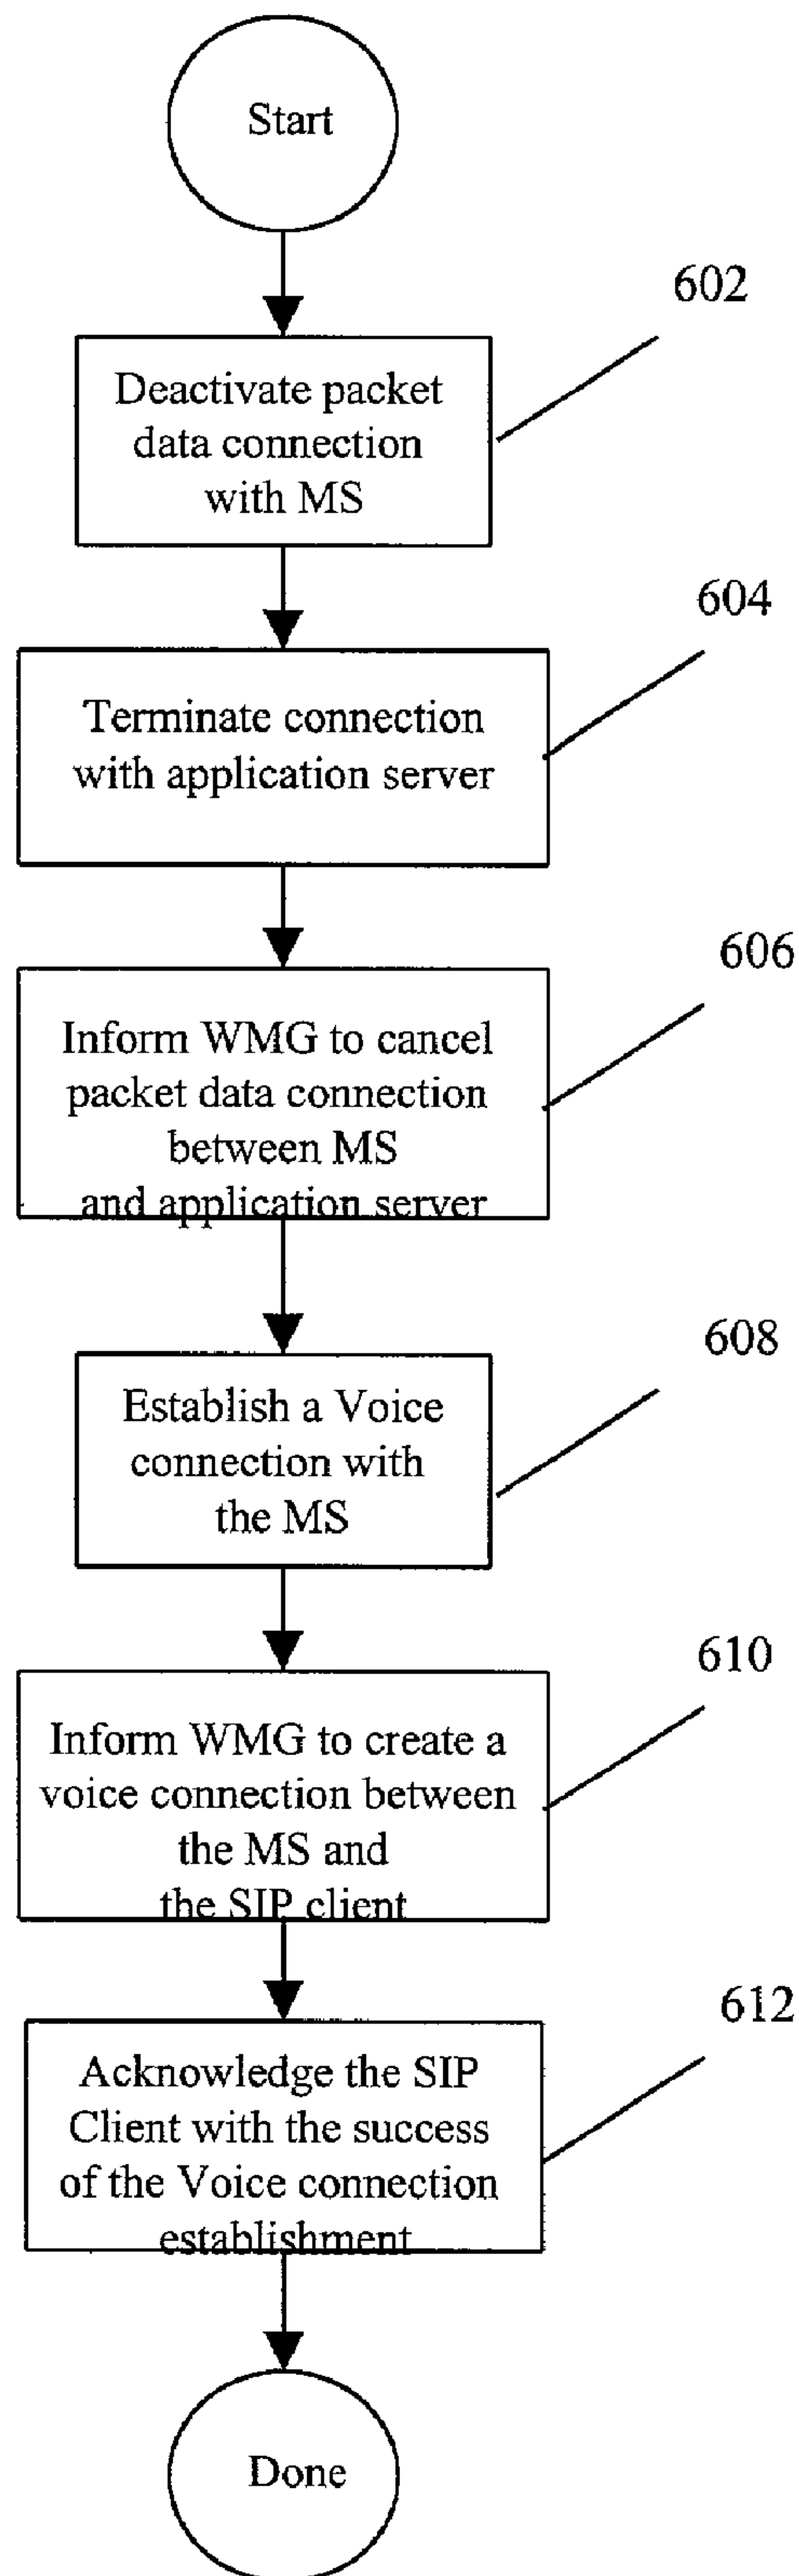 Start
602
Deactivate packet
data connection
with MS
604
Terminate connection
with application server
606
Inform WMG to cancel
packet data connection
between MS
and application server
608
Establish a Voice
connection with
the MS
610
Inform WMG to create a
voice connection between
the MS and
the SIP client
612
Acknowledge the SIP
Client with the success
of the Voice connection
establishment
Done